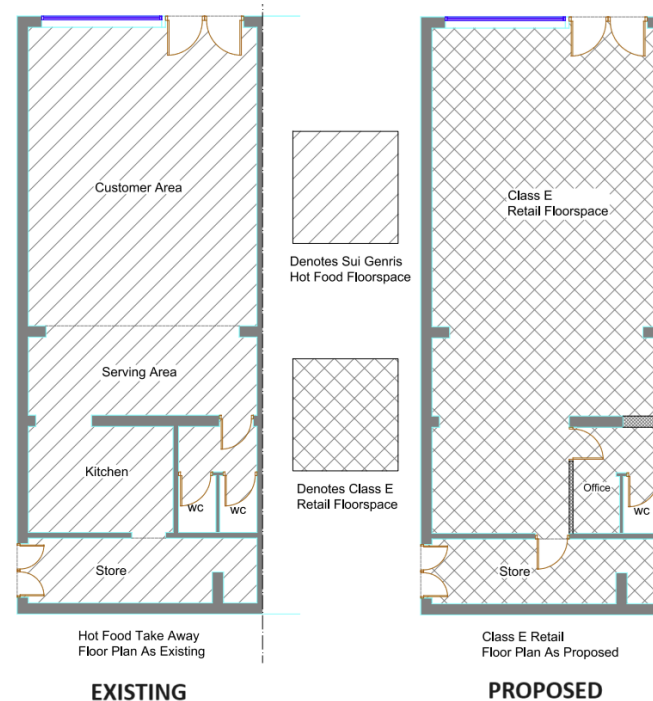 Customer Area
Serving Area
Kitchen
wc
wc
Store
Hot Food Take Away
Floor Plan As Existing
EXISTING
Denotes Sui Genris
Hot Food Floorspace
Denotes Class E
Retail Floorspace
Class E
Retail Floorspace
Office
wc
Store
Class E Retail
Floor Plan As Proposed
PROPOSED